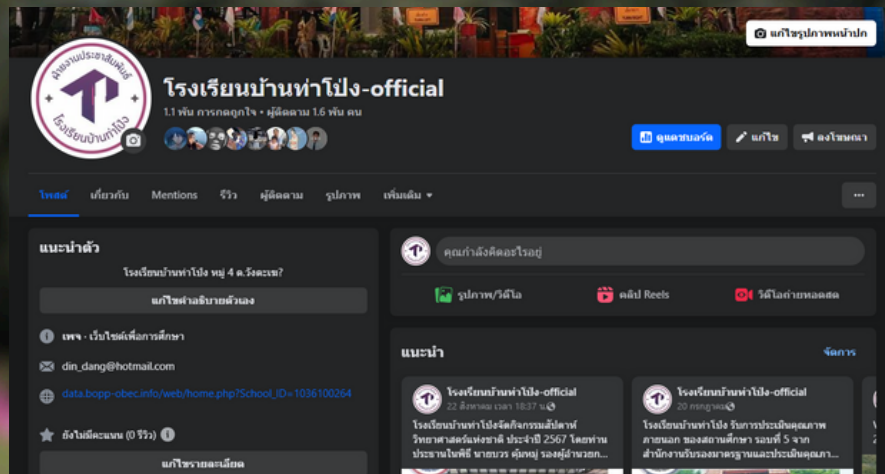 แก้ไขรูปภาพหน้าปก
ฝ่ายงานประชาสัมพันธ์
โรงเรียนบ้านท่าโป่ง
โรงเรียนบ้านท่าโป่ง-official
1.1 พัน การกดถูกใจ • ผู้ติดตาม 1.6 พัน คน
ดูแดชบอร์ด
แก้ไข
ลงโฆษณา
โพสต์ เกี่ยวกับ Mentions รีวิว ผู้ติดตาม รูปภาพ เพิ่มเติม
แนะนำตัว
โรงเรียนบ้านท่าโป่ง หมู่ 4 ต.วังตะเฆ?
แก้ไขคำอธิบายตัวเอง
เพจ · เว็บไซต์เพื่อการศึกษา
din_dang@hotmail.com
data.bopp-obec.info/web/home.php?School_ID=1036100264
ยังไม่มีคะแนน (0 รีวิว)
แก้ไขรายละเอียด
คุณกำลังคิดอะไรอยู่
รูปภาพ/วิดีโอ
คลิป Reels
วิดีโอถ่ายทอดสด
แนะนำ
จัดการ
โรงเรียนบ้านท่าโป่ง-official
22 สิงหาคม เวลา 18:37 น.
โรงเรียนบ้านท่าโป่งจัดกิจกรรมสัปดาห์
วิทยาศาสตร์แห่งชาติ ประจำปี 2567 โดยท่าน
ประธานในพิธี นายบวร คุ้มหมู่ รองผู้อำนวยก...
โรงเรียนบ้านท่าโป่ง-official
20 กรกฎาคม
โรงเรียนบ้านท่าโป่ง รับการประเมินคุณภาพ
ภายนอก ของสถานศึกษา รอบที่ 5 จาก
สำนักงานรับรองมาตรฐานและประเมินคุณภา...